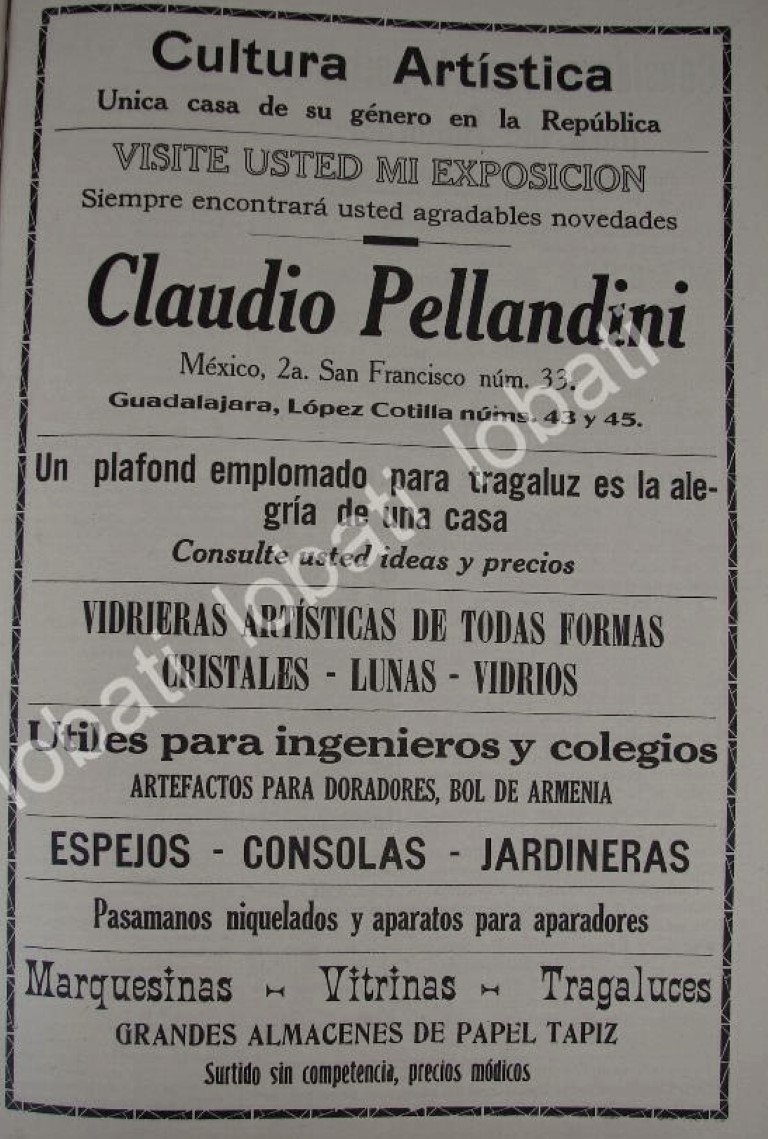 Cultura Artística
Unica casa de su género en la República
VISITE USTED MI EXPOSICION
Siempre encontrará usted agradables novedades
Claudio Pellandini
México, 2a. San Francisco núm. 33.
Guadalajara, López Cotilla núms. 43 y 45.
Un plafond emplomado para tragaluz es la ale-
gría de una casa
Consulte usted ideas y precios
VIDRIERAS ARTÍSTICAS DE TODAS FORMAS
CRISTALES - LUNAS - VIDRIOS
Utiles para ingenieros y colegios
ARTEFACTOS PARA DORADORES, BOL DE ARMENIA
ESPEJOS - CONSOLAS - JARDINERAS
Pasamanos niquelados y aparatos para aparadores
Marquesinas - Vitrinas - Tragaluces
GRANDES ALMACENES DE PAPEL TAPIZ
Surtido sin competencia, precios módicos
lobati lobati lobati lobati